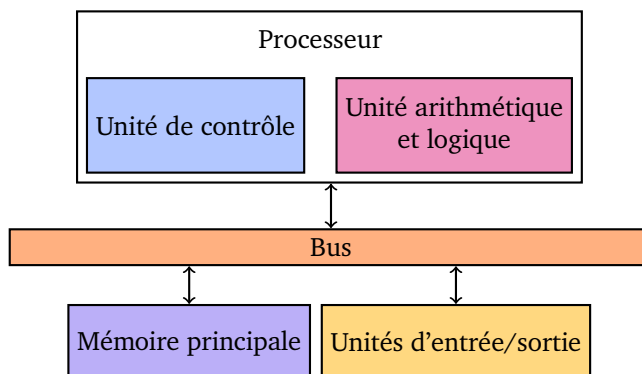 Processeur
Unité de contrôle
Unité arithmétique
et logique
Bus
Mémoire principale
Unités d'entrée/sortie